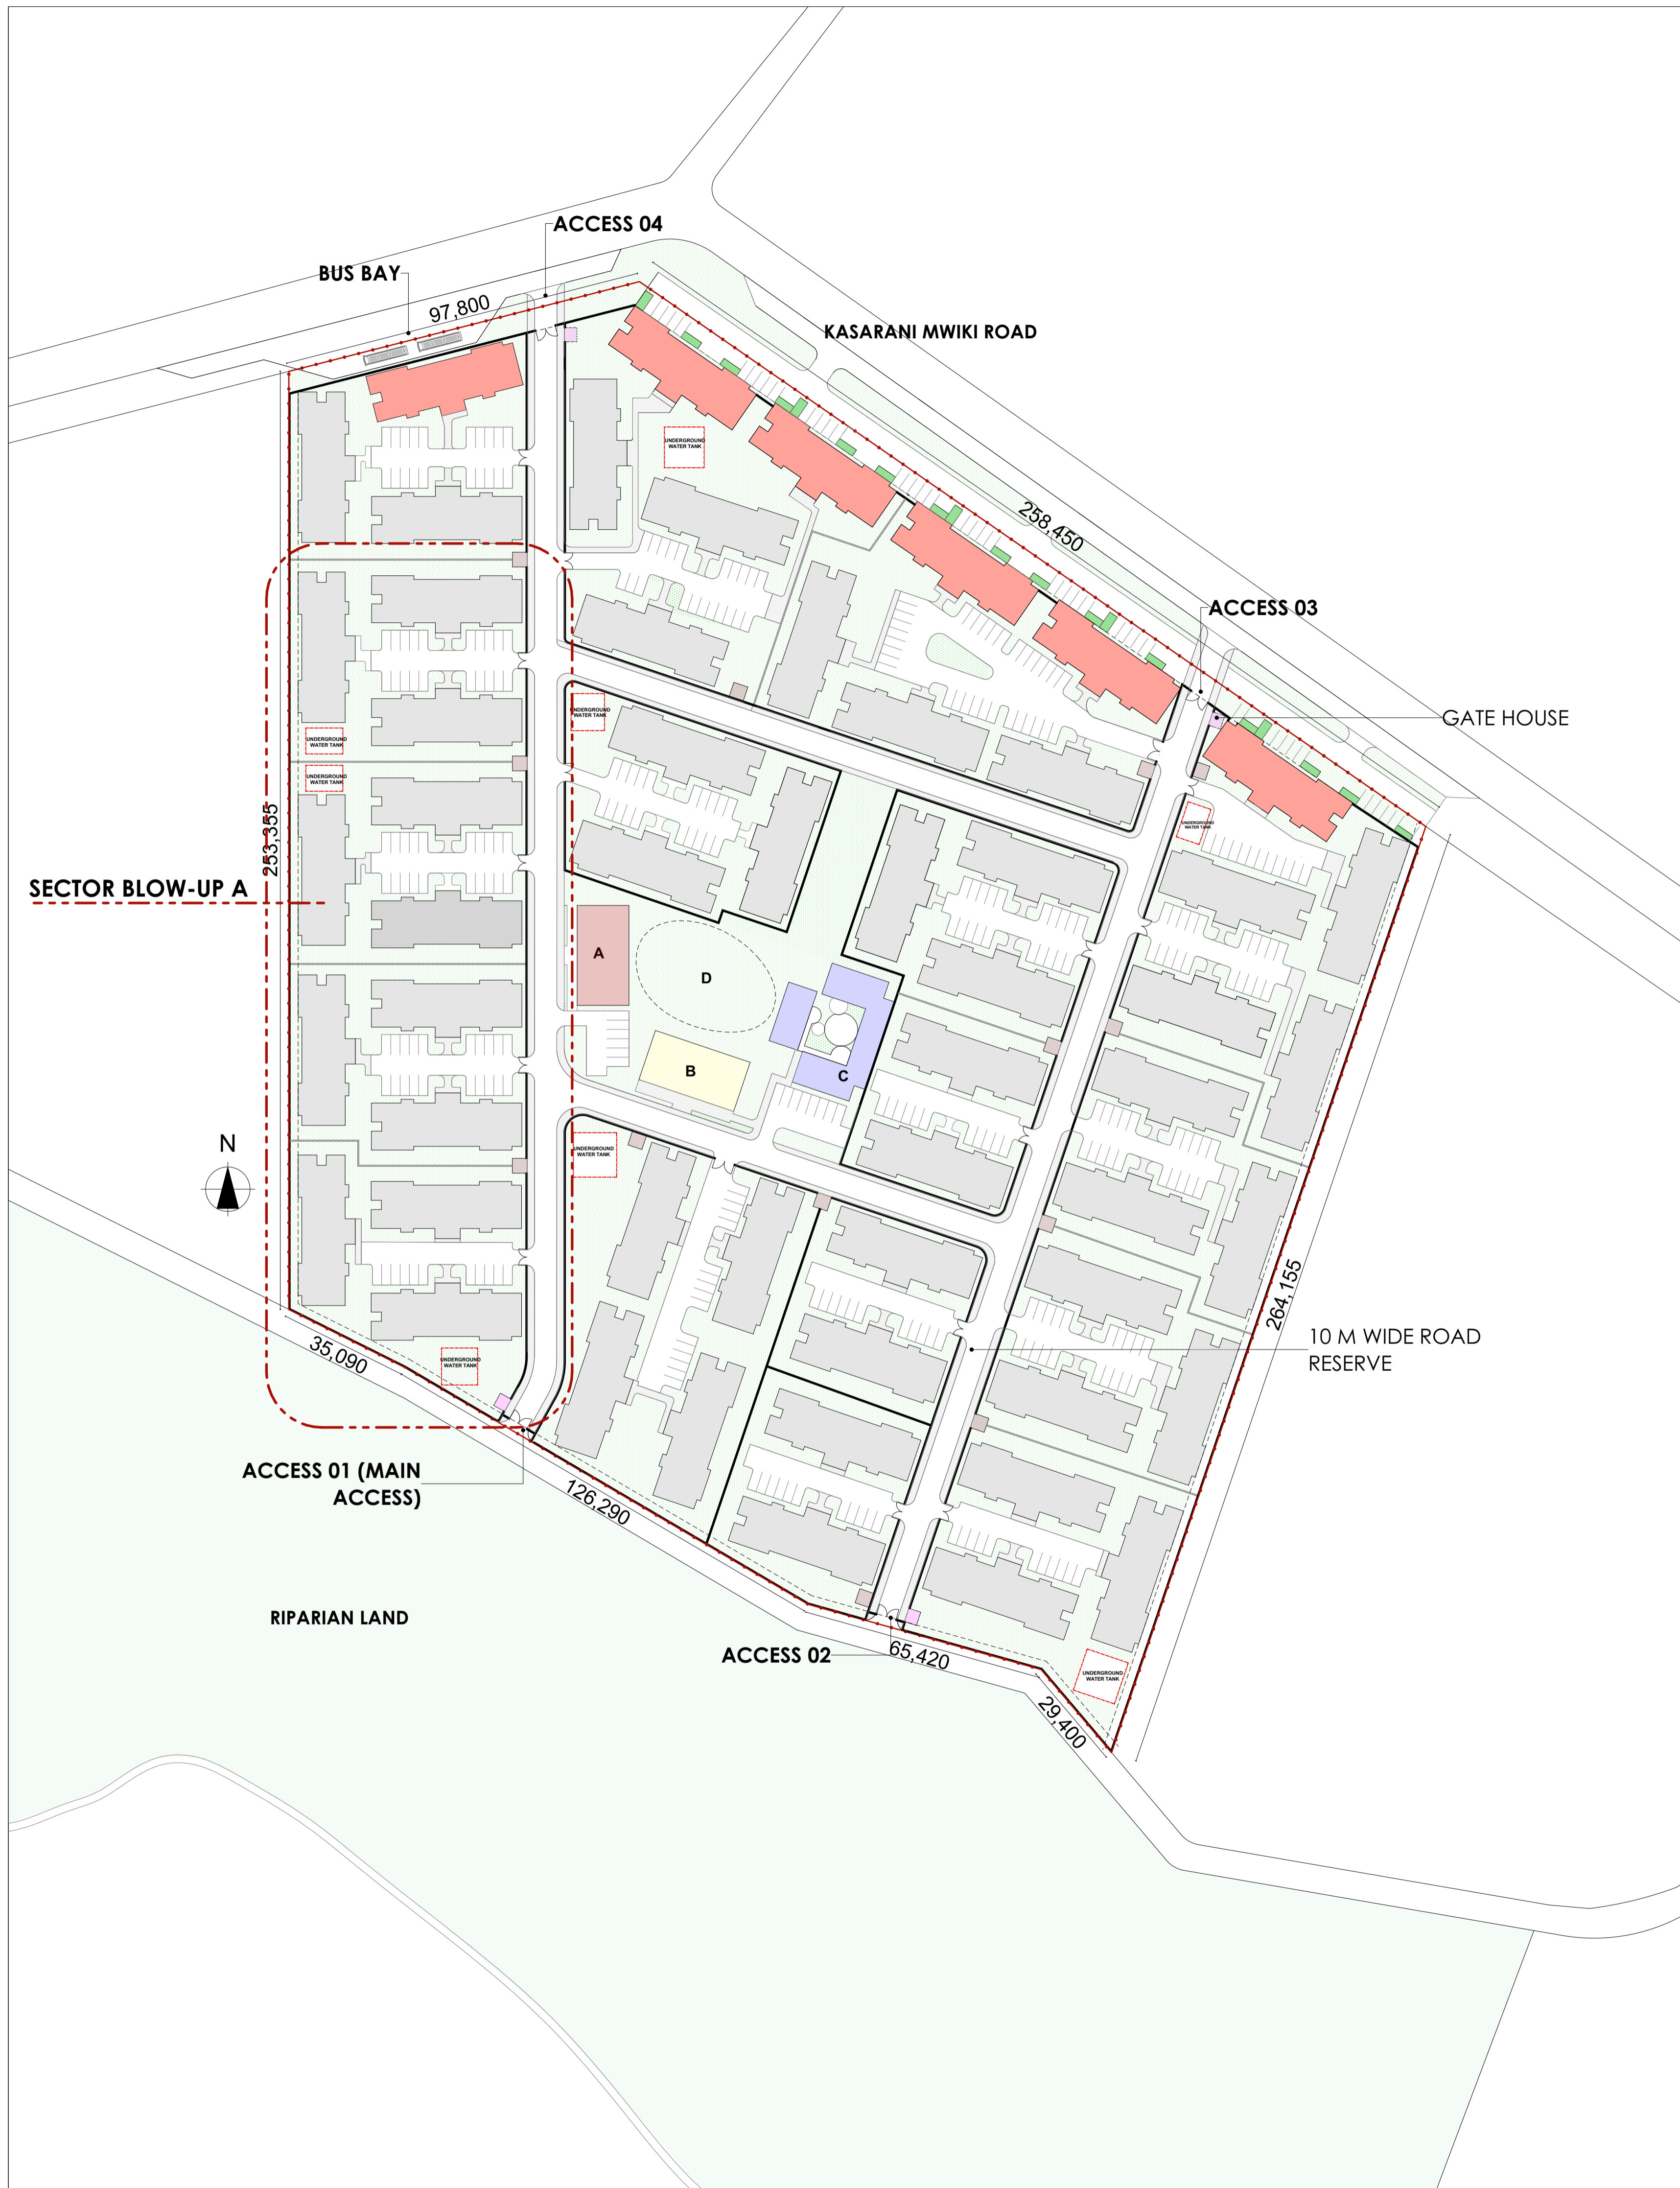 ACCESS 04
BUS BAY
97,800
KASARANI MWIKI ROAD
UNDERGROUND
WATER TANK
258,450
ACCESS 03
UNDERGROUND
WATER TANK
GATE HOUSE
UNDERGROUND
WATER TANK
UNDERGROUND
WATER TANK
UNDERGROUND
WATER TANK
253,355
SECTOR BLOW-UP A
A
D
B
C
N
UNDERGROUND
WATER TANK
264,155
10 M WIDE ROAD
RESERVE
35,090
UNDERGROUND
WATER TANK
ACCESS 01 (MAIN
ACCESS)
126,290
RIPARIAN LAND
ACCESS 02
65,420
UNDERGROUND
WATER TANK
29,400